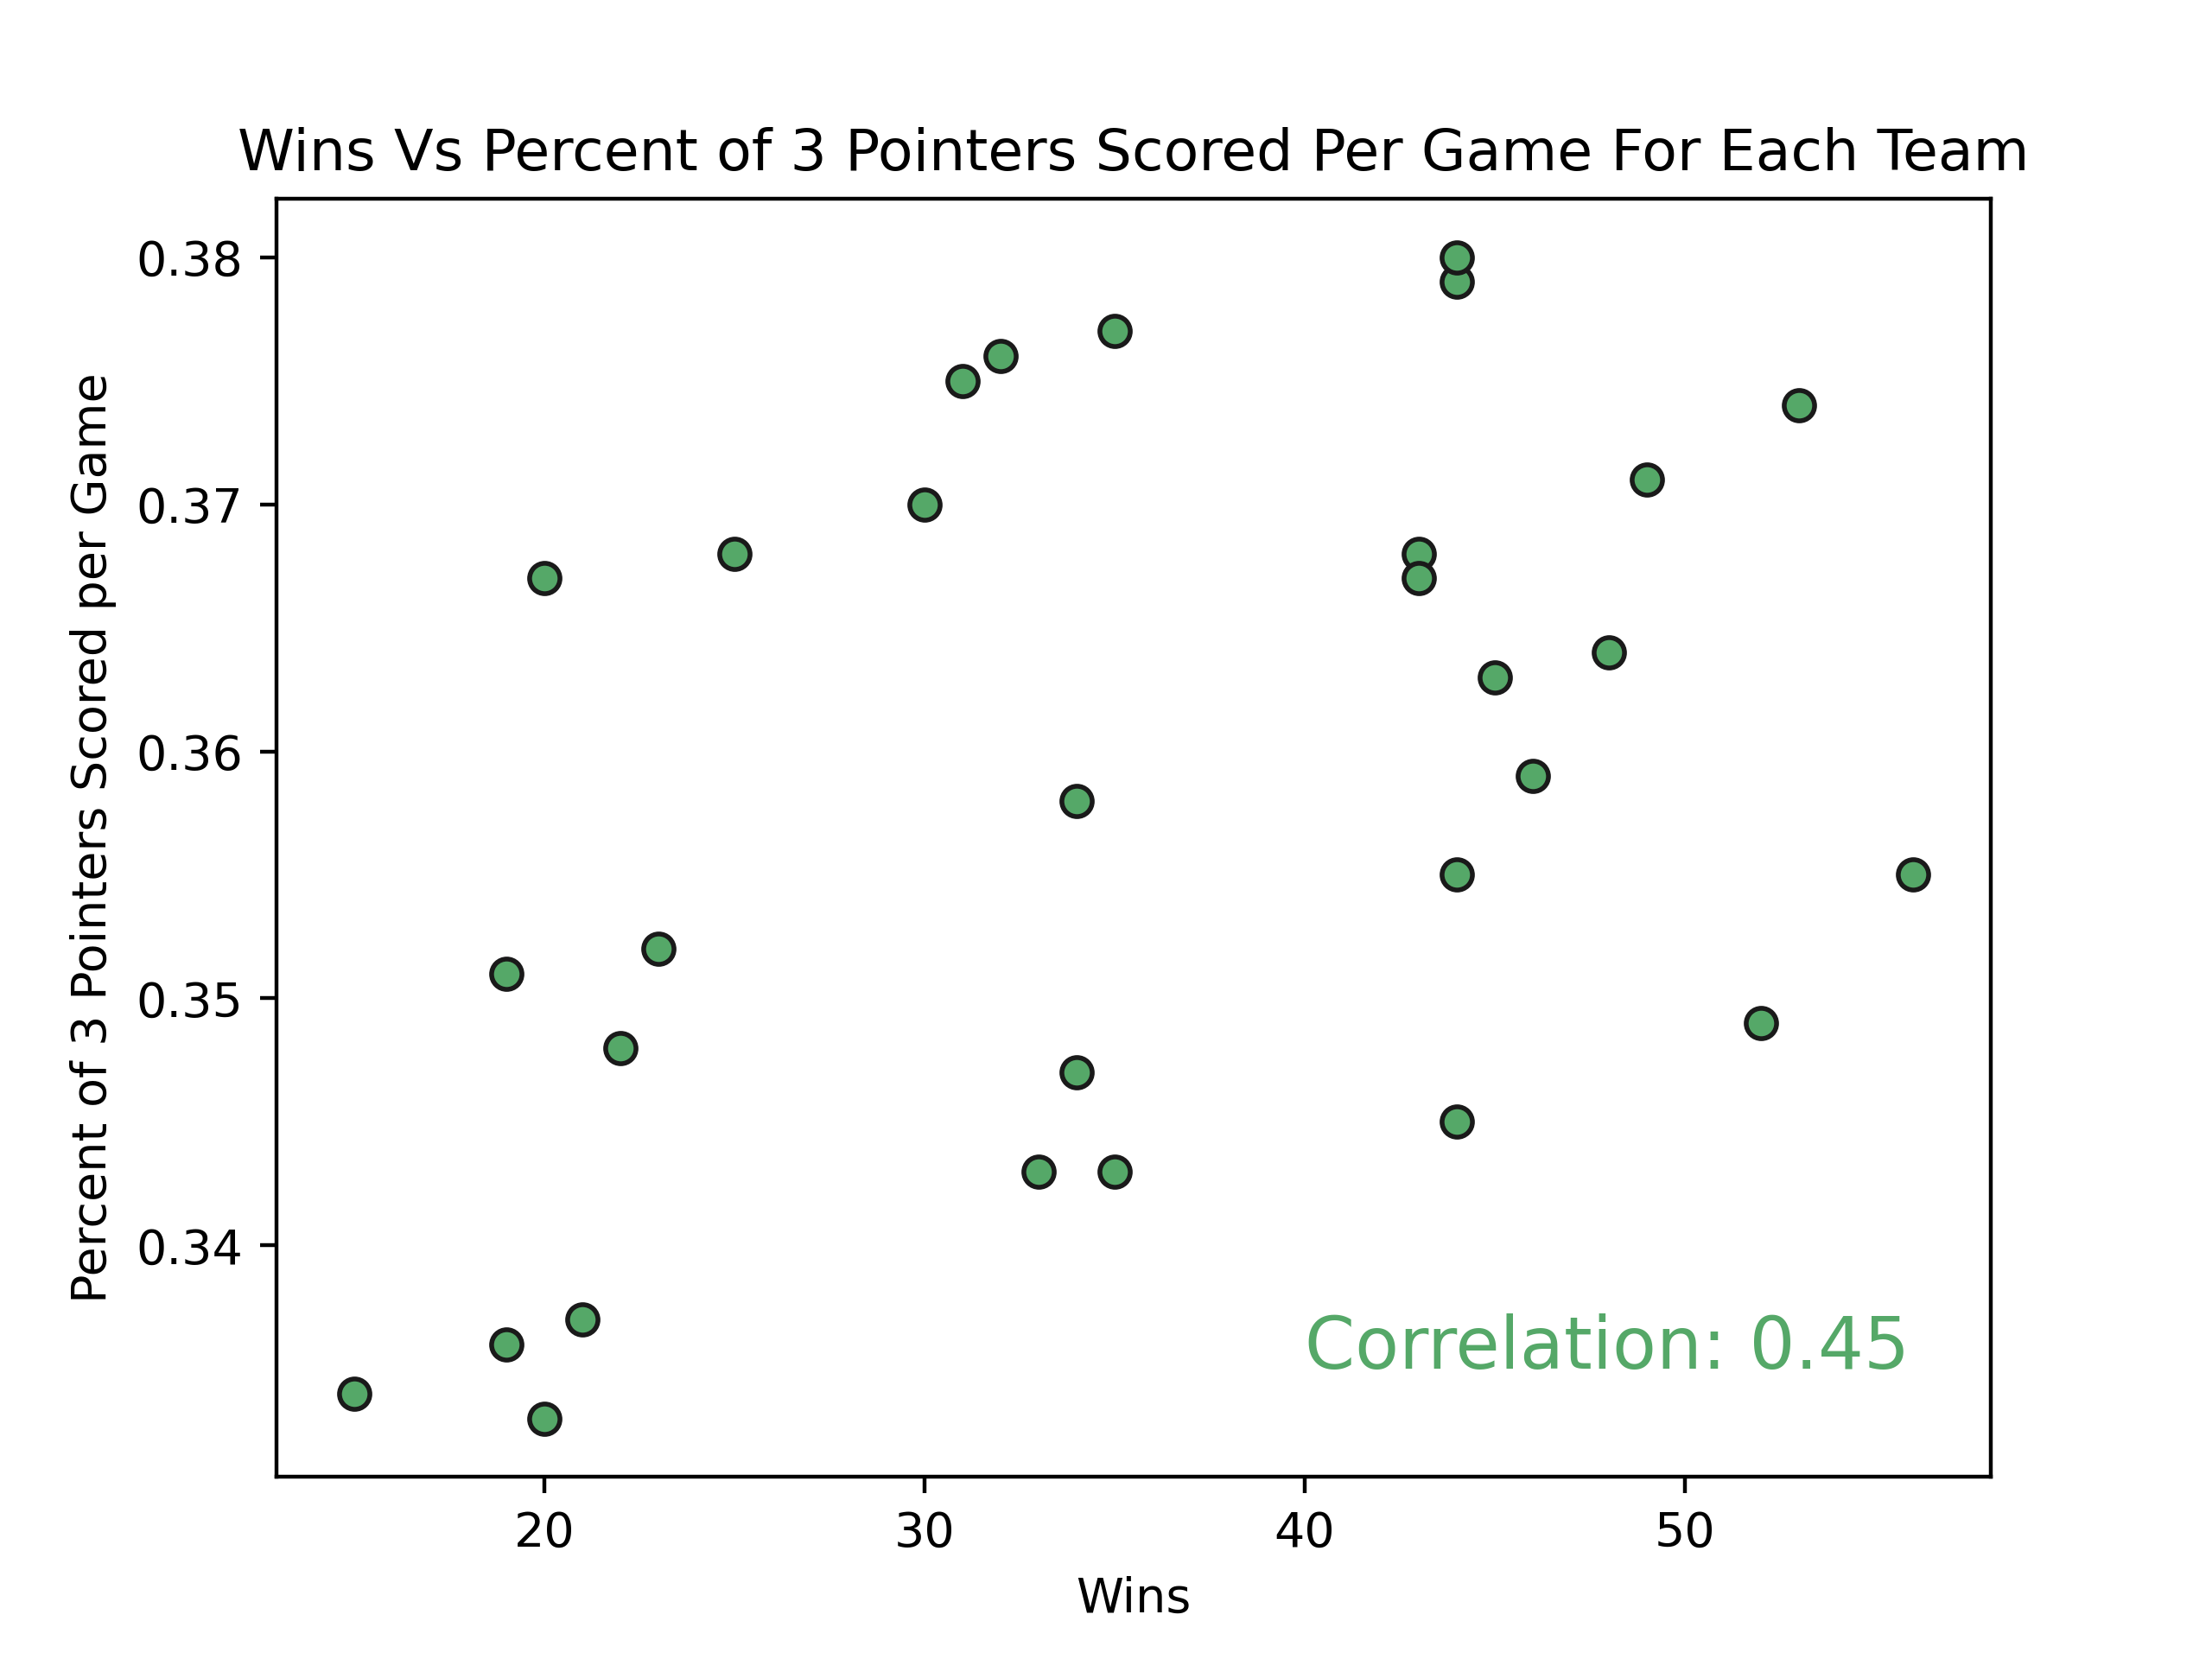 Wins Vs Percent of 3 Pointers Scored Per Game For Each Team
Percent of 3 Pointers Scored per Game
0.38
0.37
0.36
0.35
0.34
Correlation: 0.45
20 30 40 50
Wins